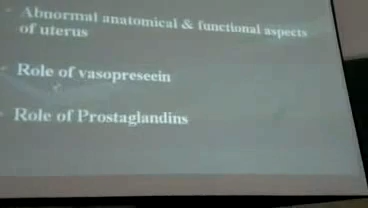 Abnormal anatomical & functional aspects
of uterus
Role of vasopreseein
Role of Prostaglandins